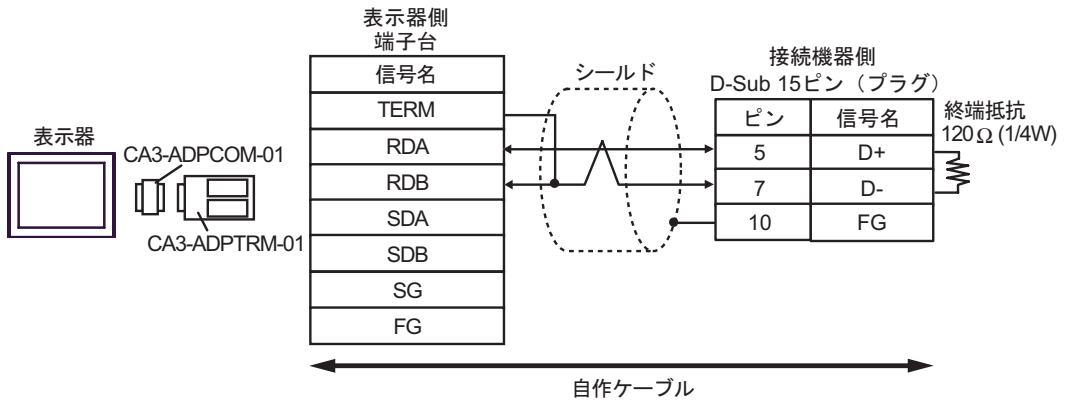 表示器
CA3-ADPCOM-01
CA3-ADPTRM-01
表示器側
端子台
信号名
TERM
RDA
RDB
SDA
SDB
SG
FG
シールド
接続機器側
D-Sub 15ピン（プラグ）
ピン 信号名
5 D+
7 D-
10 FG
終端抵抗
120Ω (1/4W)
自作ケーブル